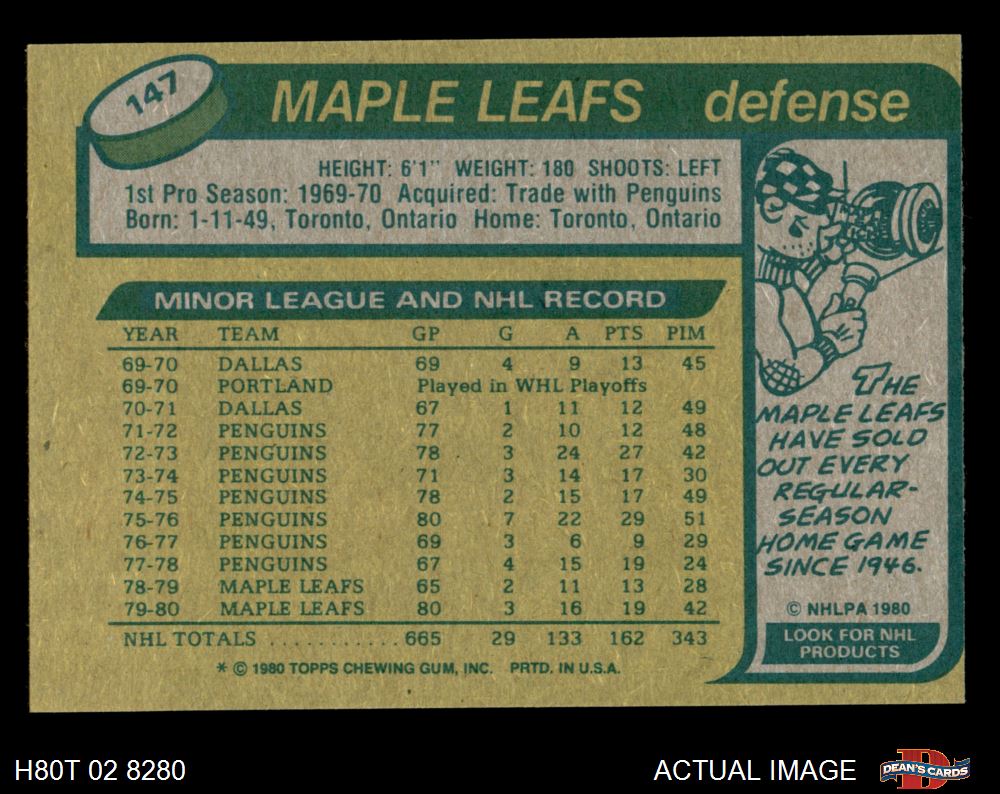 147
MAPLE LEAFS defense
HEIGHT: 6'1" WEIGHT: 180 SHOOTS: LEFT
1st Pro Season: 1969-70 Acquired: Trade with Penguins
Born: 1-11-49, Toronto, Ontario Home: Toronto, Ontario
MINOR LEAGUE AND NHL RECORD
YEAR TEAM GP G A PTS PIM
69-70 DALLAS 69 4 9 13 45
69-70 PORTLAND Played in WHL Playoffs
70-71 DALLAS 67 1 11 12 49
71-72 PENGUINS 77 2 10 12 48
72-73 PENGUINS 78 3 24 27 42
73-74 PENGUINS 71 3 14 17 30
74-75 PENGUINS 78 2 15 17 49
75-76 PENGUINS 80 7 22 29 51
76-77 PENGUINS 69 3 6 9 29
77-78 PENGUINS 67 4 15 19 24
78-79 MAPLE LEAFS 65 2 11 13 28
79-80 MAPLE LEAFS 80 3 16 19 42
NHL TOTALS ........... 665 29 133 162 343
* © 1980 TOPPS CHEWING GUM, INC. PRTD. IN U.S.A.
THE
MAPLE LEAFS
HAVE SOLD
OUT EVERY
REGULAR-
SEASON
HOME GAME
SINCE 1946.
© NHLPA 1980
LOOK FOR NHL
PRODUCTS
H80T 02 8280
ACTUAL IMAGE
DEAN'S CARDS